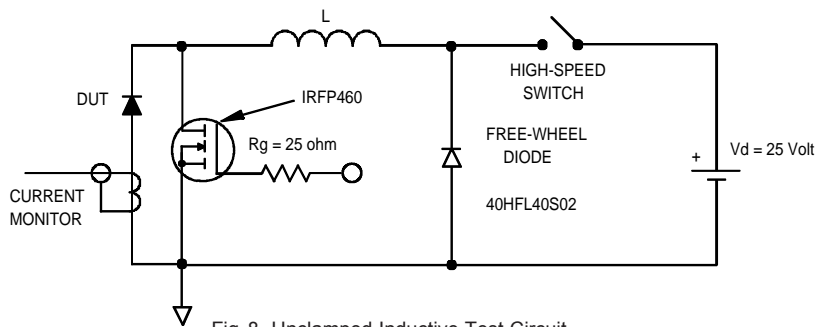 L
HIGH-SPEED
SWITCH
DUT
IRFP460
Rg = 25 ohm
FREE-WHEEL
DIODE
+
Vd = 25 Volt
CURRENT
MONITOR
40HFL40S02
Fig. 8 Unclamped Inductive Test Circuit